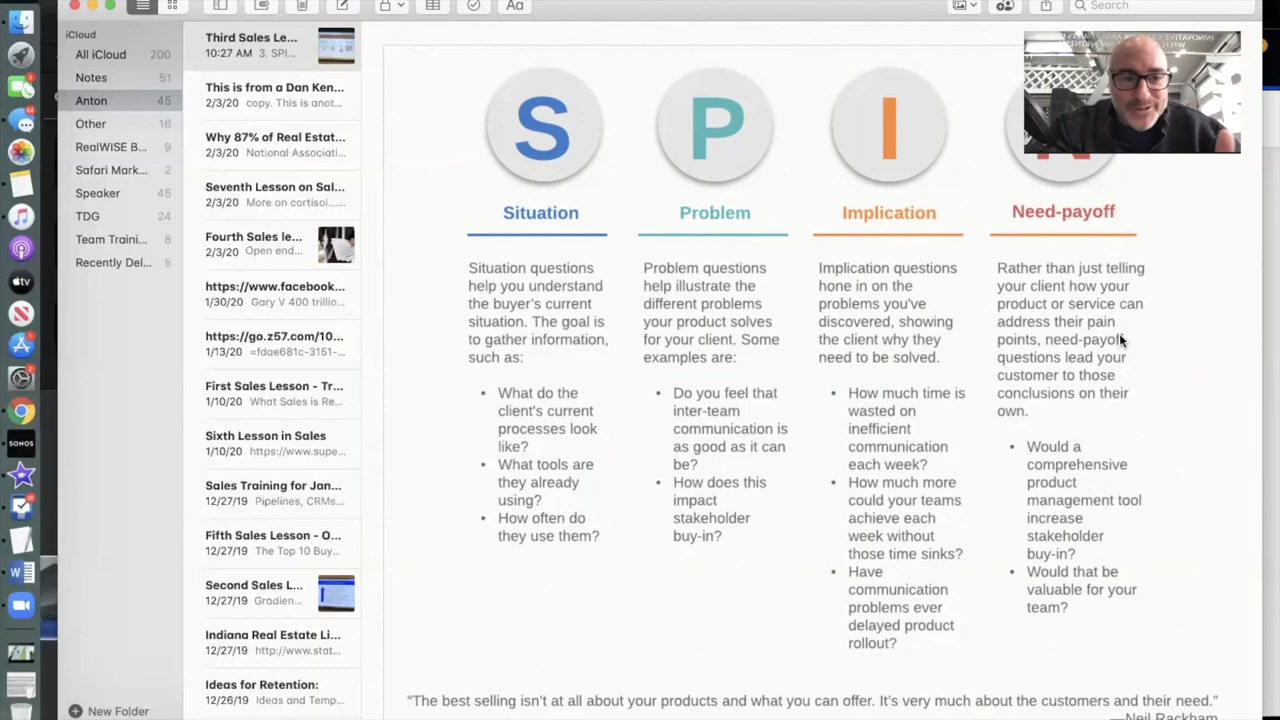 Aa
Search
iCloud
All iCloud 200
Notes 51
Anton 45
Other 16
RealWISE B... 9
Safari Mark... 2
Speaker 45
TDG 24
Team Traini... 8
Recently Del... 5
New Folder
Third Sales Le...
10:27 AM 3. SPI...
This is from a Dan Ken...
2/3/20 copy. This is anot...
Why 87% of Real Estat...
2/3/20 National Associati...
Seventh Lesson on Sal...
2/3/20 More on cortisol...
Fourth Sales le...
2/3/20 Open end...
https://www.facebook...
1/30/20 Gary V 400 trillio...
https://go.z57.com/10...
1/13/20 =fdae681c-3151-...
First Sales Lesson - Tr...
1/10/20 What Sales is Re...
Sixth Lesson in Sales
1/10/20 https://www.supe...
Sales Training for Jan...
12/27/19 Pipelines, CRMs...
Fifth Sales Lesson - O...
12/27/19 The Top 10 Buy...
Second Sales L...
12/27/19 Gradien...
Indiana Real Estate Li...
12/27/19 http://www.stat...
Ideas for Retention:
12/26/19 Ideas and Temp...
S
Situation
Situation questions
help you understand
the buyer's current
situation. The goal is
to gather information,
such as:
• What do the
client's current
processes look
like?
• What tools are
they already
using?
• How often do
they use them?
P
Problem
Problem questions
help illustrate the
different problems
your product solves
for your client. Some
examples are:
• Do you feel that
inter-team
communication is
as good as it can
be?
• How does this
impact
stakeholder
buy-in?
I
Implication
Implication questions
hone in on the
problems you've
discovered, showing
the client why they
need to be solved.
• How much time is
wasted on
inefficient
communication
each week?
• How much more
could your teams
achieve each
week without
those time sinks?
• Have
communication
problems ever
delayed product
rollout?
Need-payoff
Rather than just telling
your client how your
product or service can
address their pain
points, need-payoff
questions lead your
customer to those
conclusions on their
own.
• Would a
comprehensive
product
management tool
increase
stakeholder
buy-in?
• Would that be
valuable for your
team?
“The best selling isn't at all about your products and what you can offer. It's very much about the customers and their need.”
—Neil Rackham
SONOS
tv